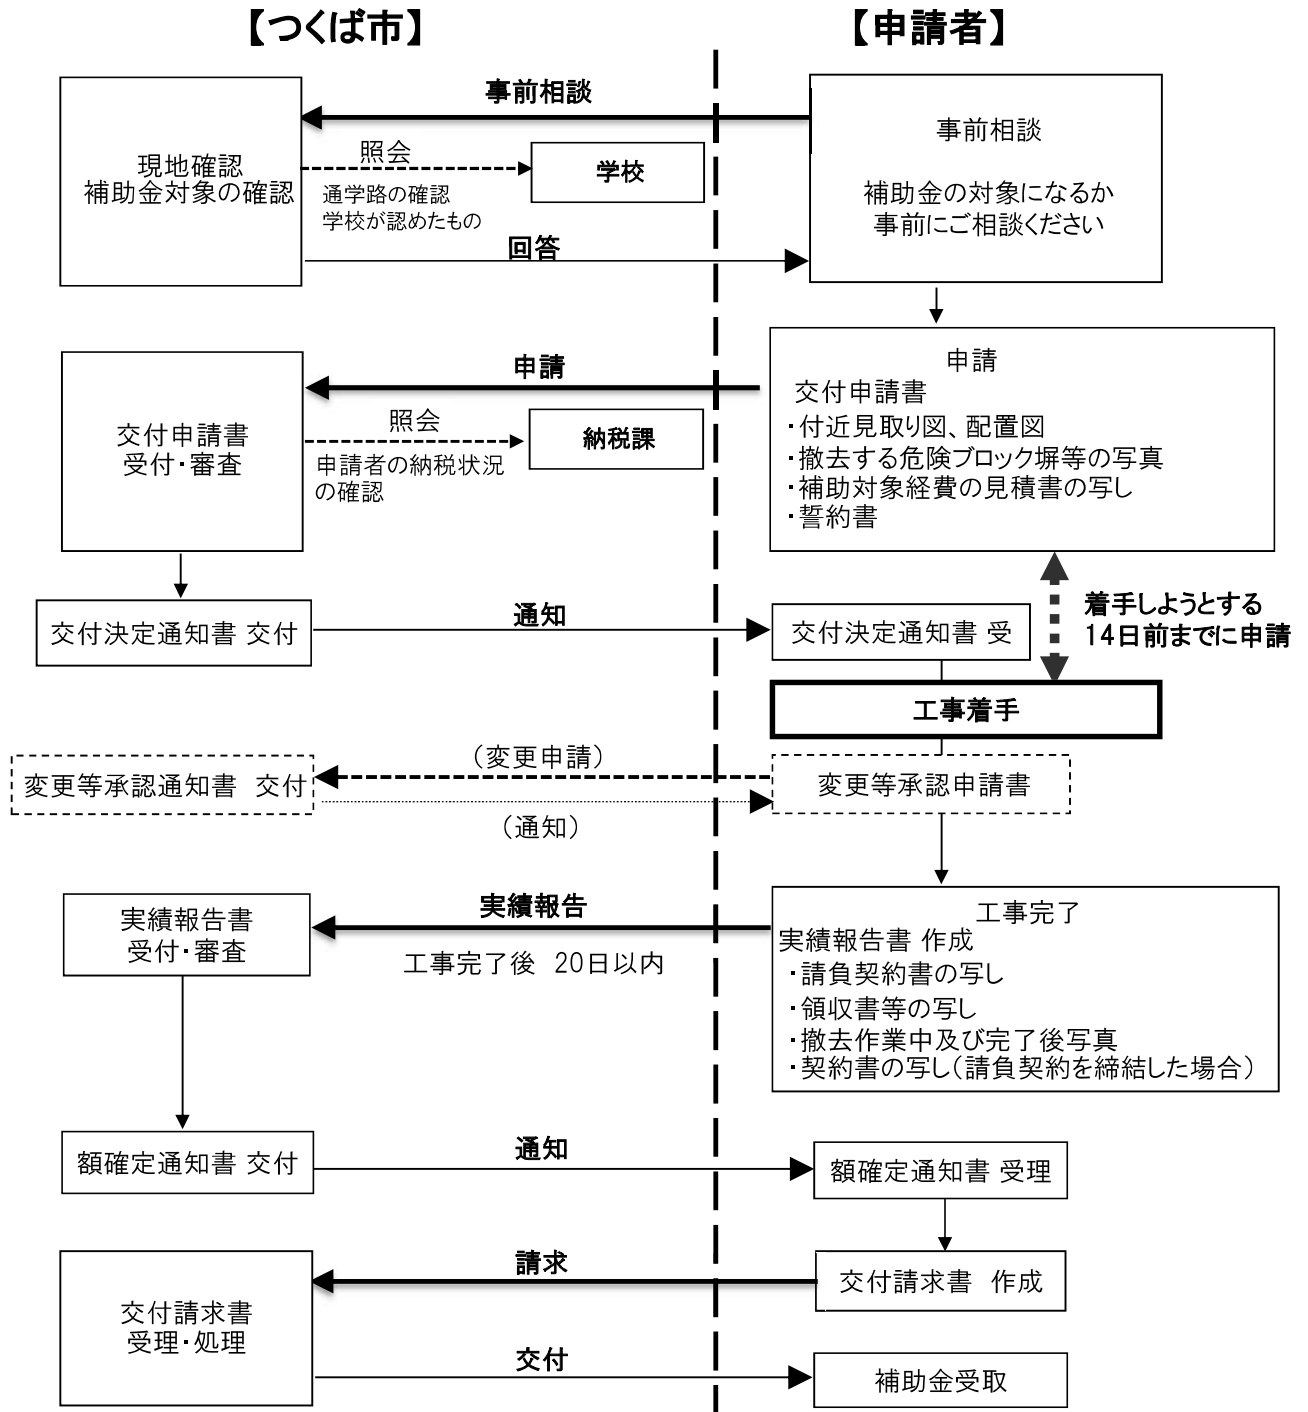 【つくば市】
【申請者】
事前相談
現地確認
補助金対象の確認
照会
学校
通学路の確認
学校が認めたもの
回答
事前相談
補助金の対象になるか
事前にご相談ください
申請
交付申請書
受付・審査
照会
納税課
申請者の納税状況
の確認
申請
交付申請書
・付近見取り図、配置図
・撤去する危険ブロック塀等の写真
・補助対象経費の見積書の写し
・誓約書
交付決定通知書 交付
通知
交付決定通知書 受
着手しようとする
14日前までに申請
工事着手
変更等承認通知書 交付
（変更申請）
（通知）
変更等承認申請書
実績報告書
受付・審査
実績報告
工事完了後 20日以内
工事完了
実績報告書 作成
・請負契約書の写し
・領収書等の写し
・撤去作業中及び完了後写真
・契約書の写し（請負契約を締結した場合）
額確定通知書 交付
通知
額確定通知書 受理
請求
交付請求書 作成
交付請求書
受理・処理
交付
補助金受取